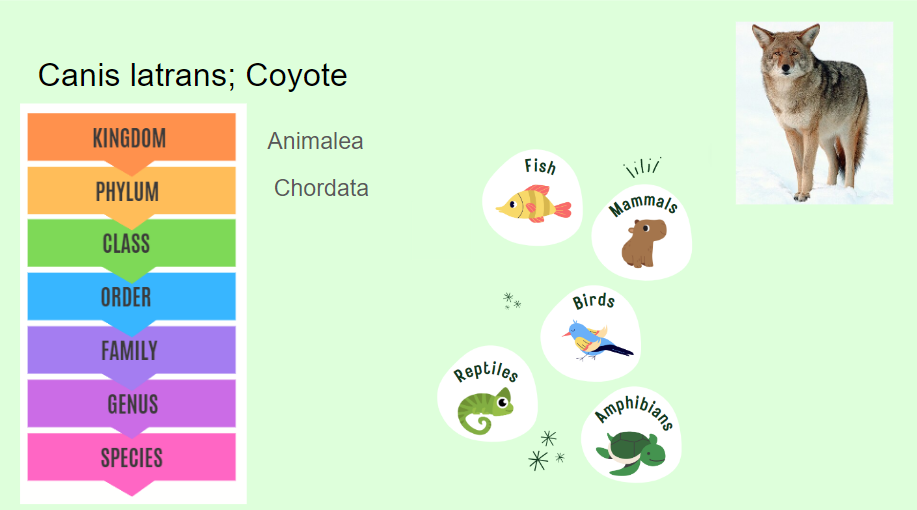 Canis latrans; Coyote
KINGDOM
Animalea
PHYLUM
Chordata
CLASS
ORDER
FAMILY
GENUS
SPECIES
Fish
Mammals
Birds
Reptiles
Amphibians